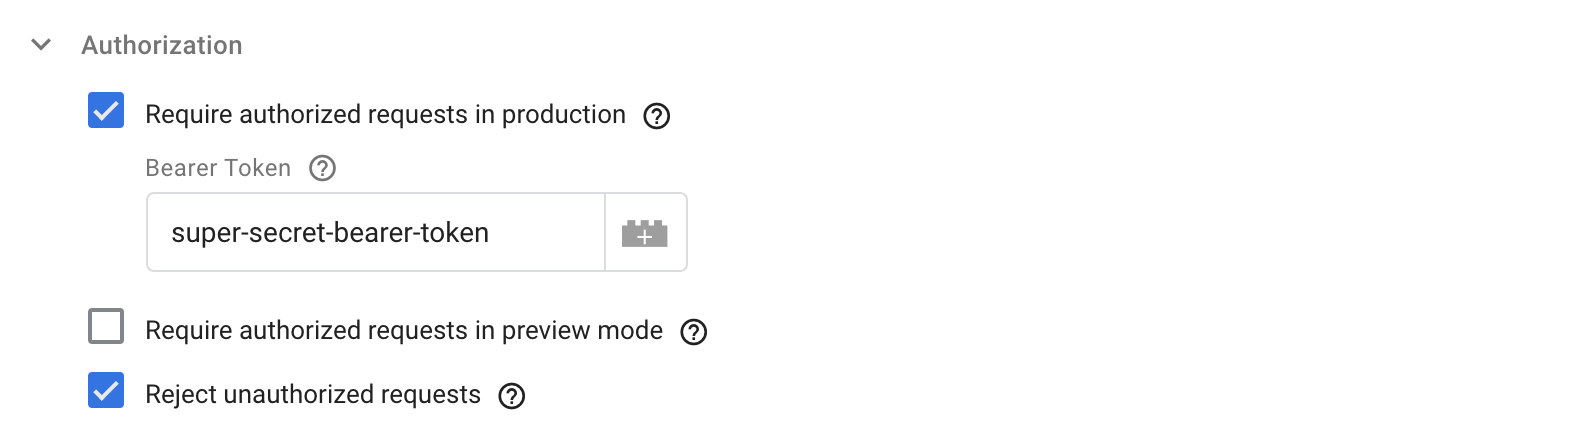 Authorization
Require authorized requests in production
Bearer Token
super-secret-bearer-token
Require authorized requests in preview mode
Reject unauthorized requests